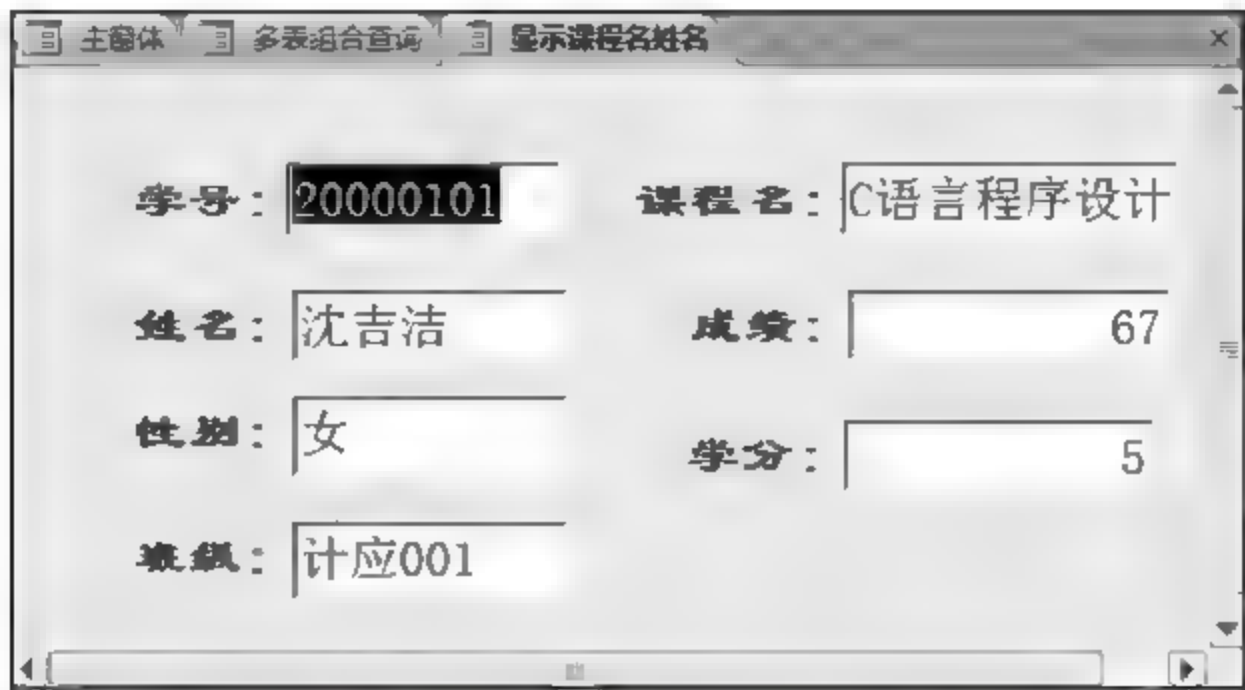 主窗体 多表组合查询 显示课程名姓名
学号: 20000101 课程名: C语言程序设计
姓名: 沈吉洁 成绩: 67
性别: 女 学分: 5
班级: 计应001